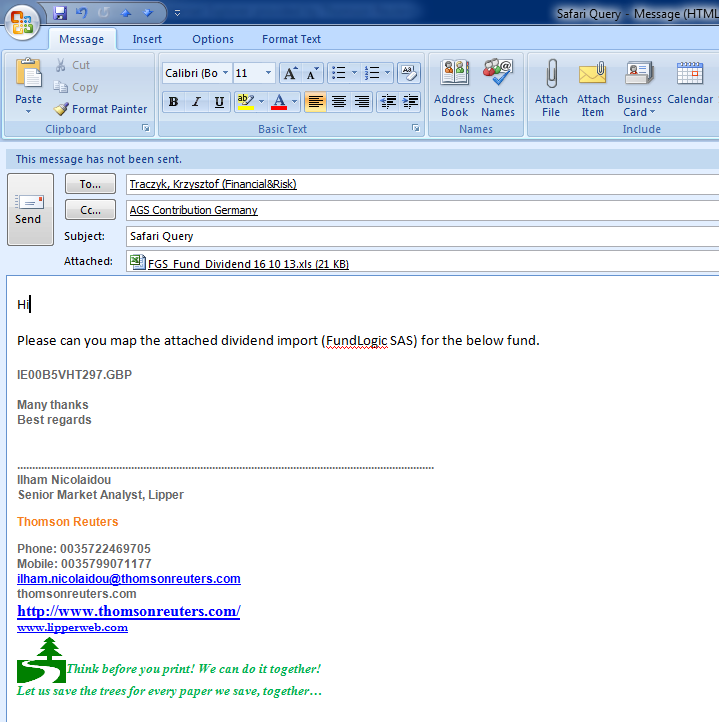 Safari Query - Message (HTML
Message Insert Options Format Text
Paste
Cut
Copy
Format Painter
Clipboard
Calibri (Bo 11
B I U
Basic Text
Address Book
Check Names
Names
Attach File
Attach Item
Business Card
Calendar
Include
This message has not been sent.
Send
To... Traczyk, Krzysztof (Financial&Risk)
Cc... AGS Contribution Germany
Subject: Safari Query
Attached: FGS_Fund_Dividend 16 10 13.xls (21 KB)
Hi
Please can you map the attached dividend import (FundLogic SAS) for the below fund.
IE00B5VHT297.GBP
Many thanks
Best regards
Ilham Nicolaidou
Senior Market Analyst, Lipper
Thomson Reuters
Phone: 0035722469705
Mobile: 0035799071177
ilham.nicolaidou@thomsonreuters.com
thomsonreuters.com
http://www.thomsonreuters.com/
www.lipperweb.com
Think before you print! We can do it together!
Let us save the trees for every paper we save, together…